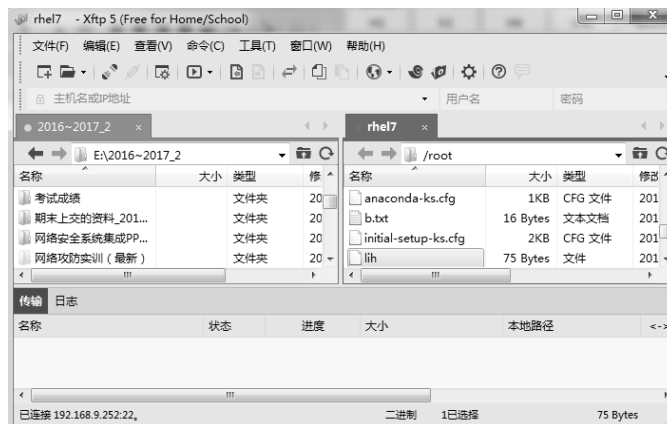 rhel7 - Xftp 5 (Free for Home/School)
文件(F) 编辑(E) 查看(V) 命令(C) 工具(T) 窗口(W) 帮助(H)
主机名或IP地址 用户名 密码
2016~2017_2 ×
E:\2016~2017_2
名称 大小 类型 修
考试成绩 文件夹 20
期末上交的资料_201... 文件夹 20
网络安全系统集成PP... 文件夹 20
网络攻防实训（最新） 文件夹 20
rhel7 ×
/root
名称 大小 类型 修改
anaconda-ks.cfg 1KB CFG 文件 201
b.txt 16 Bytes 文本文档 201
initial-setup-ks.cfg 2KB CFG 文件 201
lih 75 Bytes 文件 201
传输 日志
名称 状态 进度 大小 本地路径 <->
已连接 192.168.9.252:22。 二进制 1已选择 75 Bytes